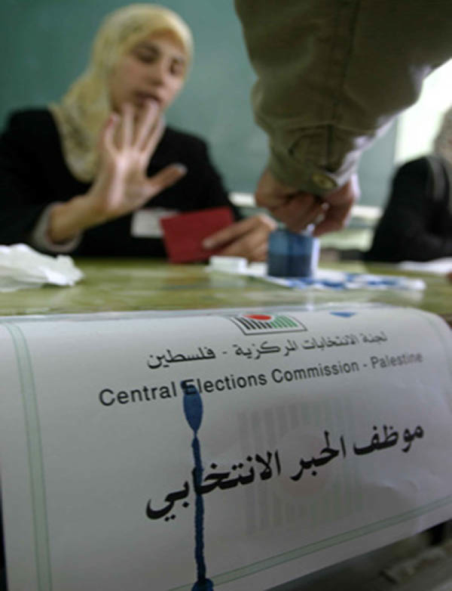 لجنة الانتخابات المركزية - فلسطين
Central Elections Commission - Palestine
موظف الحبر الانتخابي